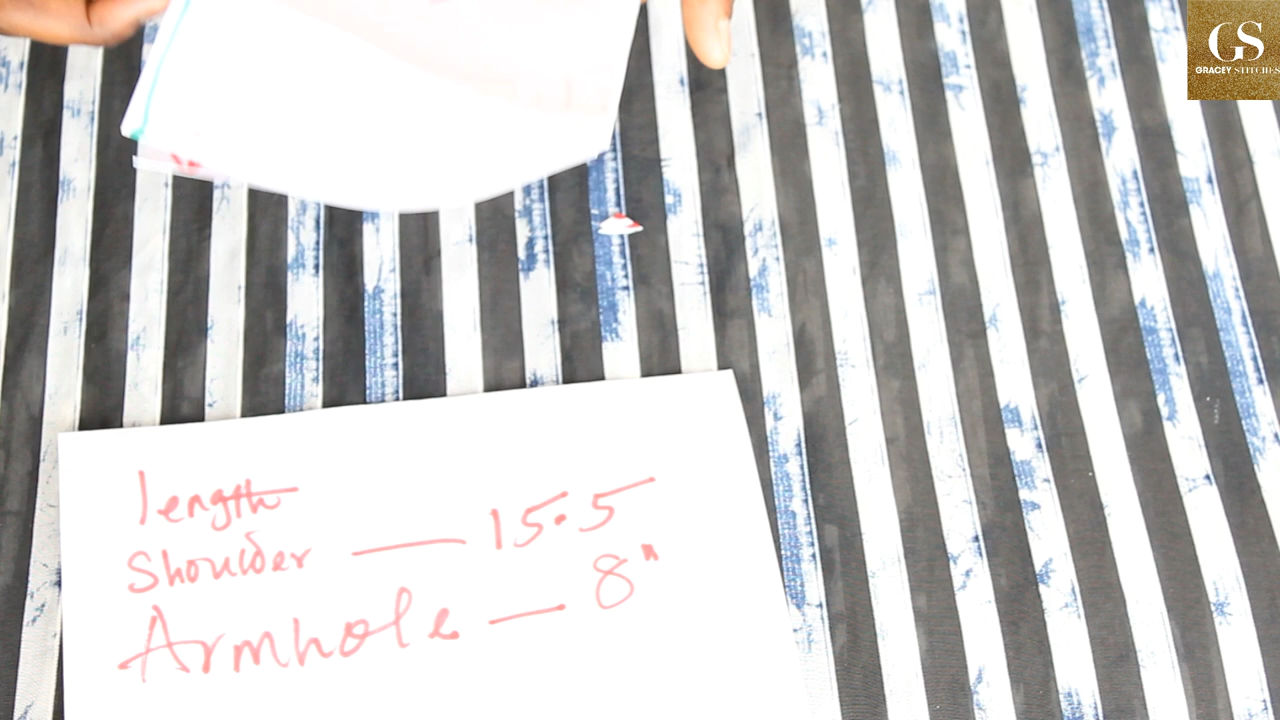 GS
GRACEY STITCHES
length
Shoulder — 15.5
Armhole — 8"